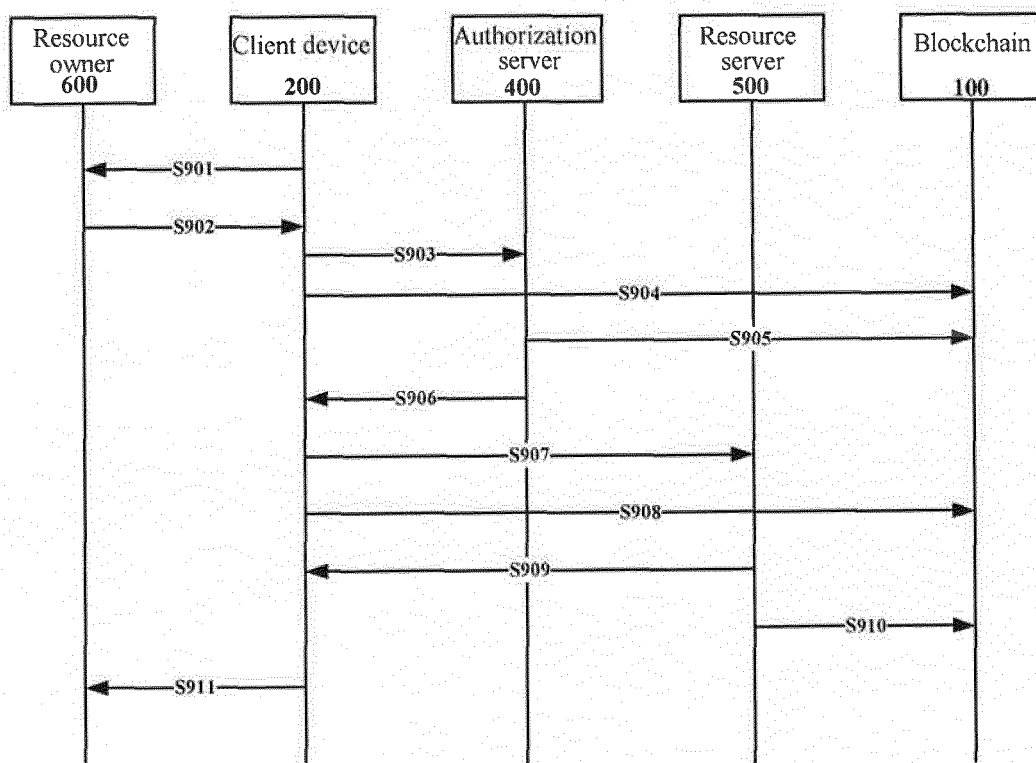 Resource
owner
600
Client device
200
Authorization
server
400
Resource
server
500
Blockchain
100
S901
S902
S903
S904
S905
S906
S907
S908
S909
S910
S911